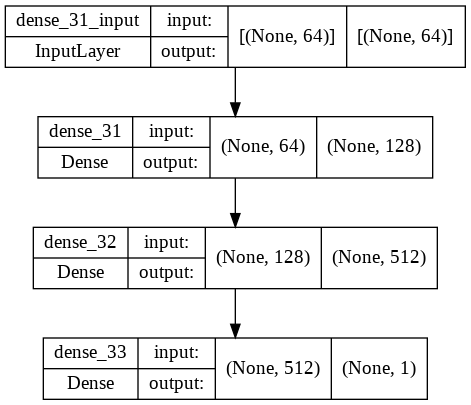 dense_31_input input: [(None, 64)] [(None, 64)]
InputLayer output:
dense_31 input: (None, 64) (None, 128)
Dense output:
dense_32 input: (None, 128) (None, 512)
Dense output:
dense_33 input: (None, 512) (None, 1)
Dense output: